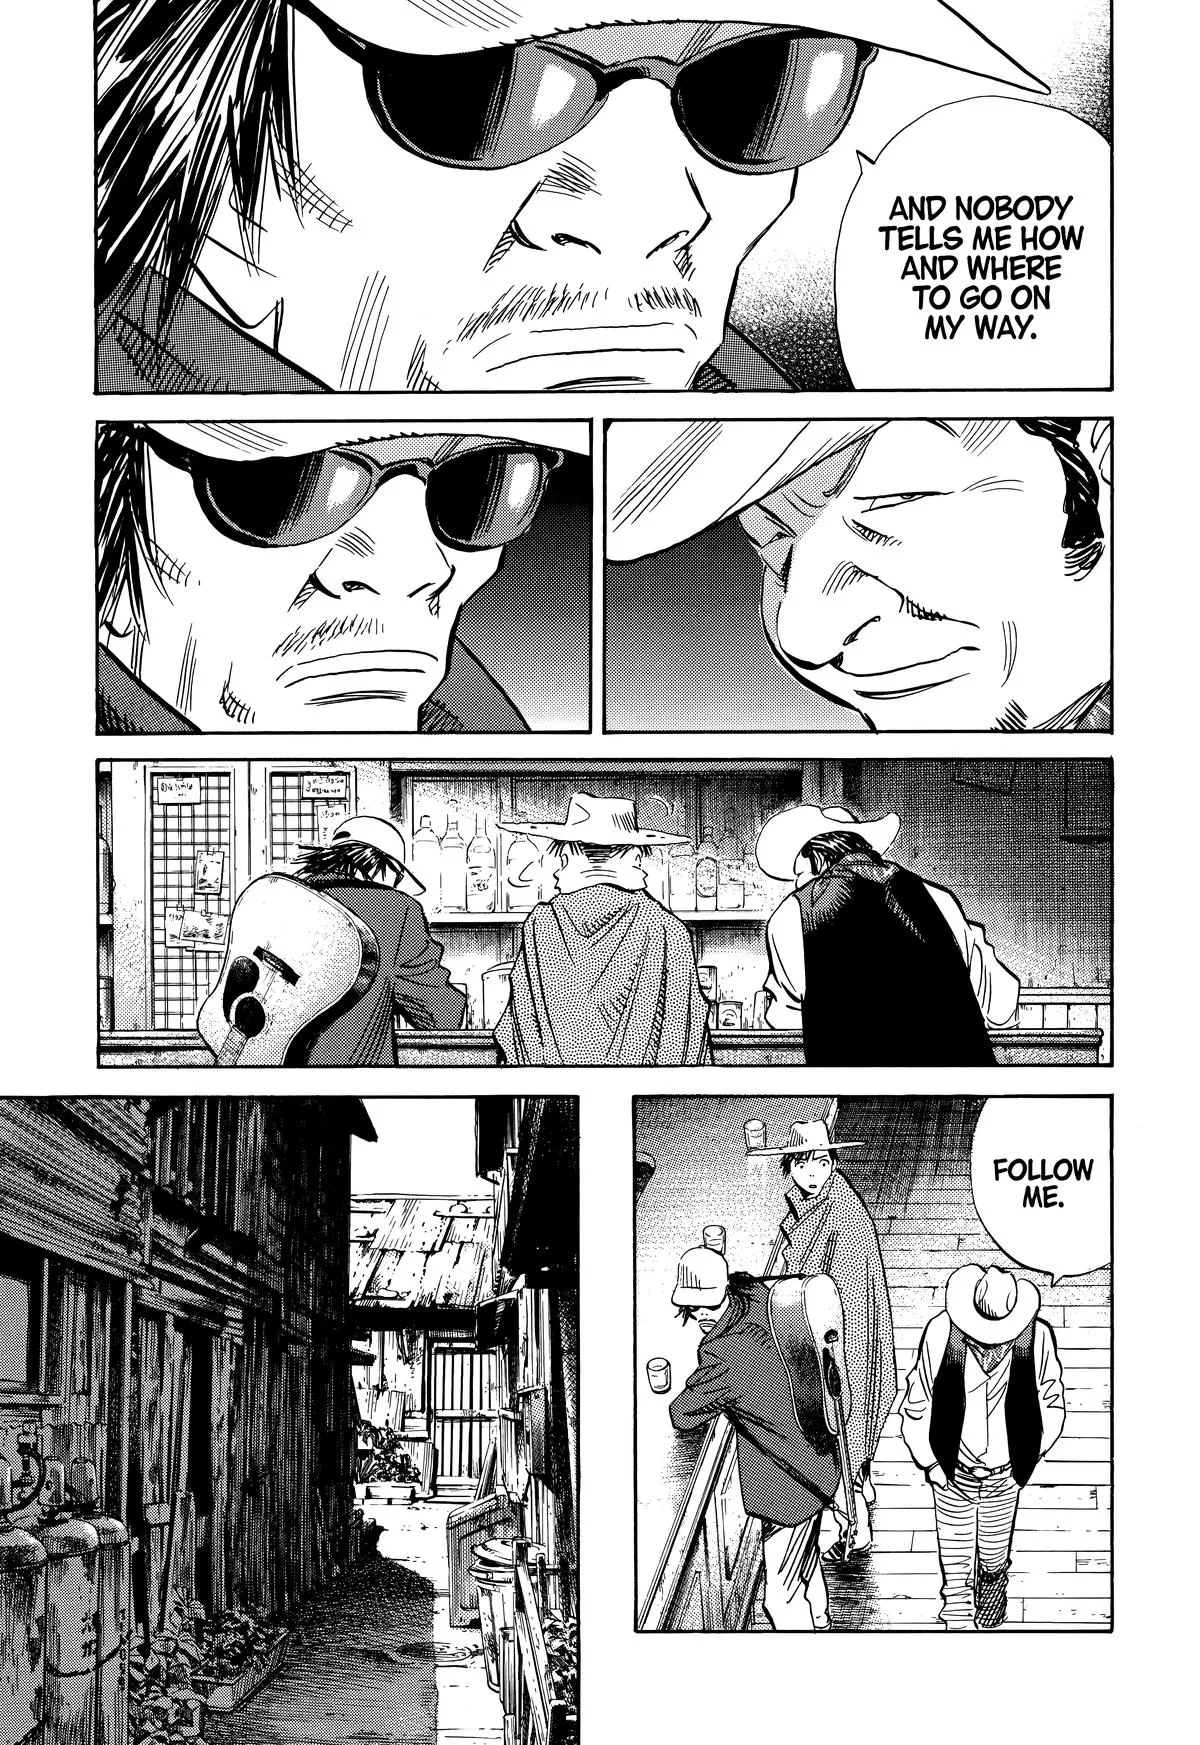 AND NOBODY
TELLS ME HOW
AND WHERE
TO GO ON
MY WAY.
FOLLOW
ME.